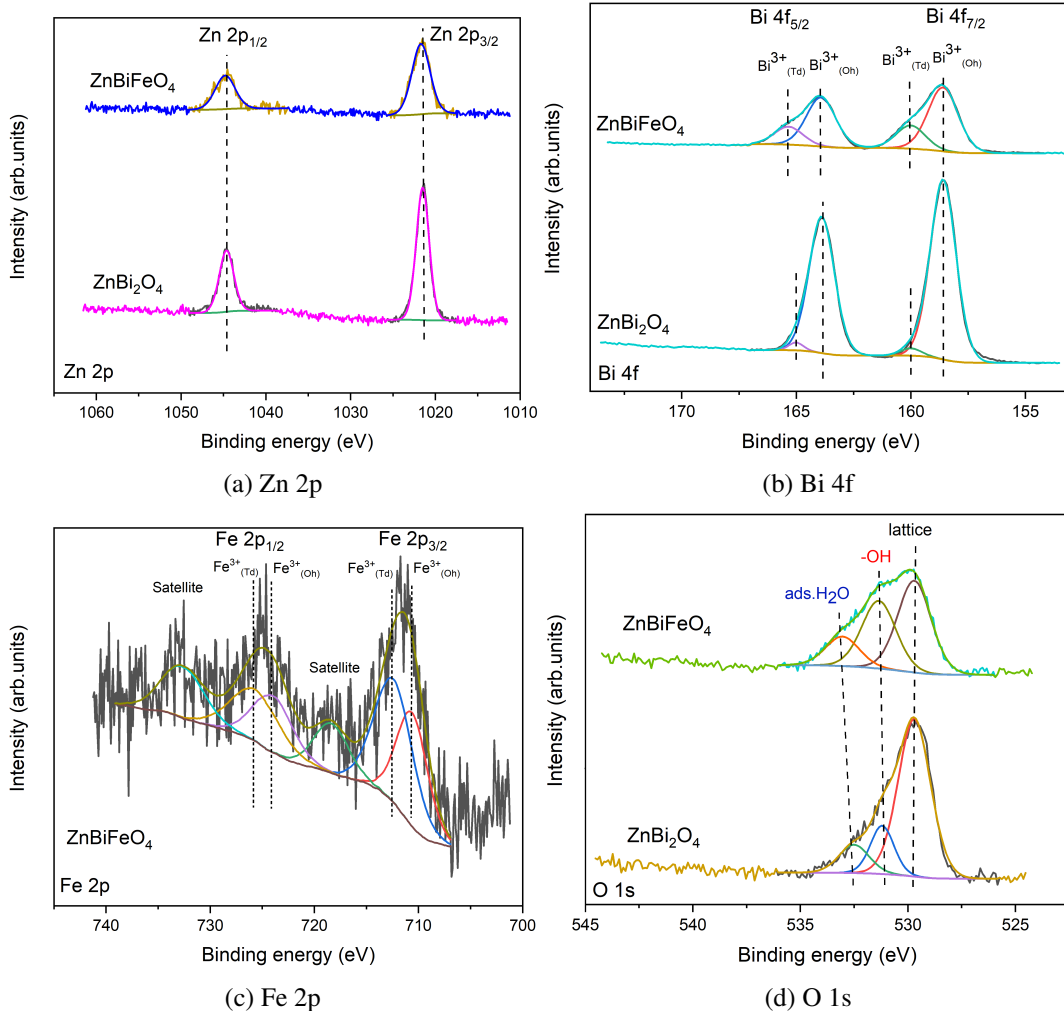 Zn 2p1/2
Zn 2p3/2
ZnBiFeO4
ZnBi2O4
Zn 2p
Intensity (arb.units)
1060 1050 1040 1030 1020 1010
Binding energy (eV)
(a) Zn 2p
Bi 4f5/2
Bi 4f7/2
Bi3+(Td) Bi3+(Oh)
Bi3+(Td) Bi3+(Oh)
ZnBiFeO4
ZnBi2O4
Bi 4f
Intensity (arb.units)
170 165 160 155
Binding energy (eV)
(b) Bi 4f
Fe 2p1/2
Fe 2p3/2
Fe3+(Td) Fe3+(Oh)
Fe3+(Td) Fe3+(Oh)
Satellite
Satellite
ZnBiFeO4
Fe 2p
Intensity (arb.units)
740 730 720 710 700
Binding energy (eV)
(c) Fe 2p
lattice
-OH
ads.H2O
ZnBiFeO4
ZnBi2O4
O 1s
Intensity (arb.units)
545 540 535 530 525
Binding energy (eV)
(d) O 1s